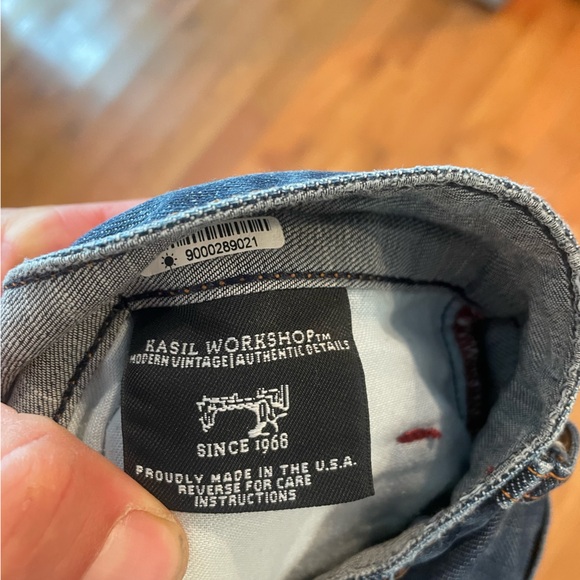 9000289021
KASIL WORKSHOP™
MODERN VINTAGE|AUTHENTIC DETAILS
SINCE 1968
PROUDLY MADE IN THE U.S.A.
REVERSE FOR CARE
INSTRUCTIONS